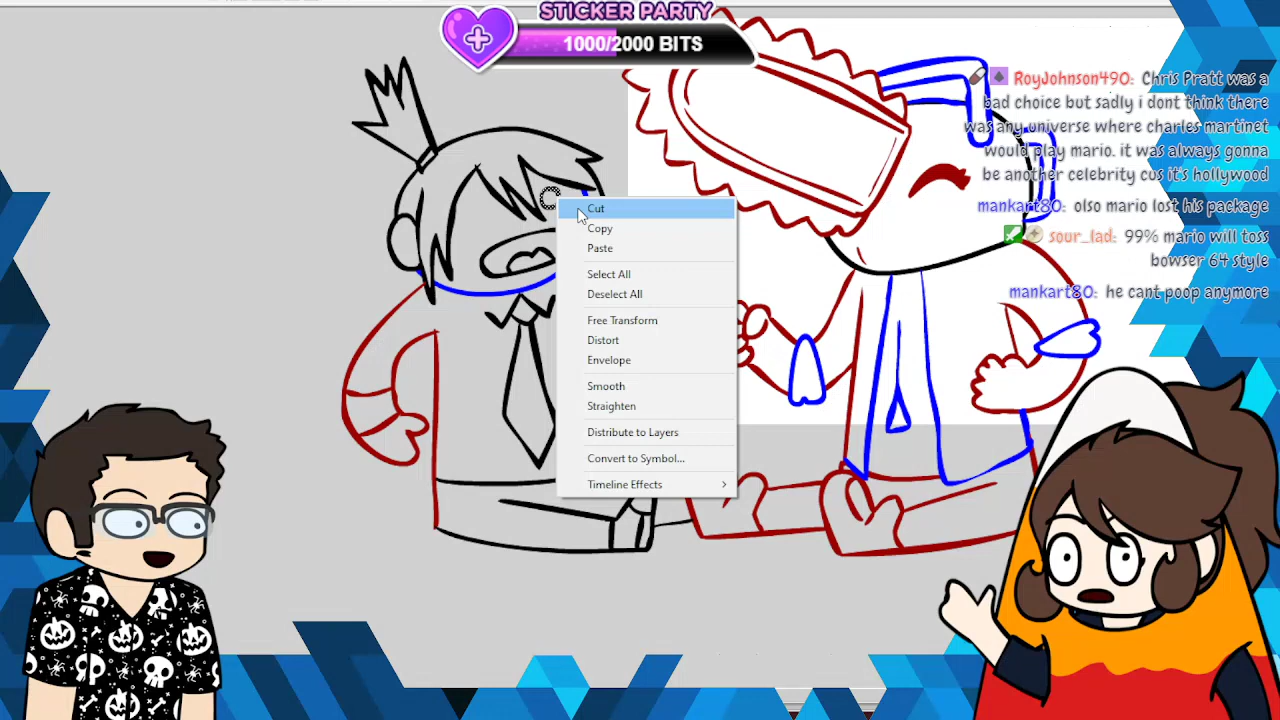 STICKER PARTY
1000/2000 BITS
RoyJohnson490: Chris Pratt was a
bad choice but sadly i dont think there
was any universe where charles martinet
would play mario. it was always gonna
be another celebrity cus it's hollywood
mankart80: olso mario lost his package
sour_lad: 99% mario will toss
bowser 64 style
mankart80: he cant poop anymore
Cut
Copy
Paste
Select All
Deselect All
Free Transform
Distort
Envelope
Smooth
Straighten
Distribute to Layers
Convert to Symbol...
Timeline Effects